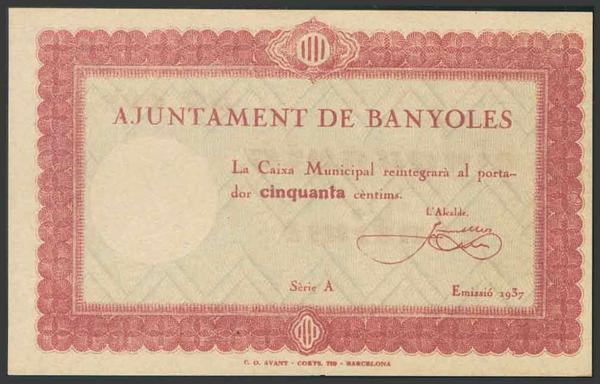 AJUNTAMENT DE BANYOLES
La Caixa Municipal reintegrarà al porta-
dor cinquanta cèntims.
L'Alcalde,
Sèrie A
Emissió 1937
G. O. AVANT - CORTS, 719 - BARCELONA